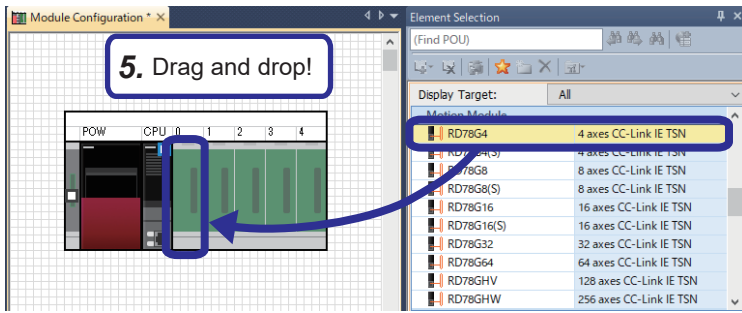 Module Configuration *
5. Drag and drop!
POW CPU 0 1 2 3 4
Element Selection
(Find POU)
Display Target: All
Motion Module
RD78G4 4 axes CC-Link IE TSN
RD78G4(S) 4 axes CC-Link IE TSN
RD78G8 8 axes CC-Link IE TSN
RD78G8(S) 8 axes CC-Link IE TSN
RD78G16 16 axes CC-Link IE TSN
RD78G16(S) 16 axes CC-Link IE TSN
RD78G32 32 axes CC-Link IE TSN
RD78G64 64 axes CC-Link IE TSN
RD78GHV 128 axes CC-Link IE TSN
RD78GHW 256 axes CC-Link IE TSN